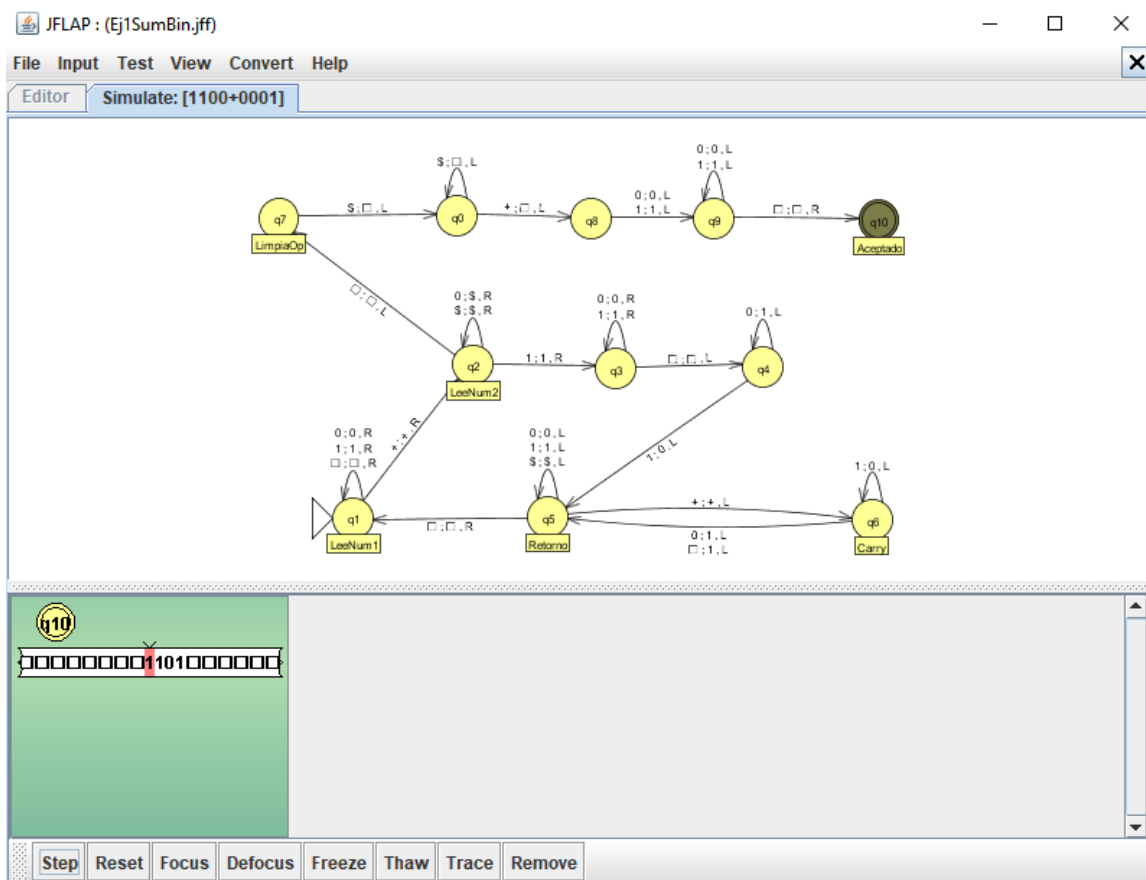 JFLAP : (Ej1SumBin.jff)
File Input Test View Convert Help
Editor Simulate: [1100+0001]
$;□,L
0;0,L
1;1,L
q7
$;□,L
q0
+;□,L
q8
0;0,L
1;1,L
q9
□;□,R
q10
LimpiaOp
Aceptado
□;□,L
0;$,R
$;$,R
0;0,R
1;1,R
0;1,L
q2
1;1,R
q3
□;□,L
q4
LeeNum2
+;+,R
1;0,L
0;0,R
1;1,R
□;□,R
0;0,L
1;1,L
$;$,L
1;0,L
q1
□;□,R
q5
+;+,L
0;1,L
□;1,L
q6
LeeNum1
Retorno
Carry
q10
□□□□□□□□1101□□□□□□
Step Reset Focus Defocus Freeze Thaw Trace Remove